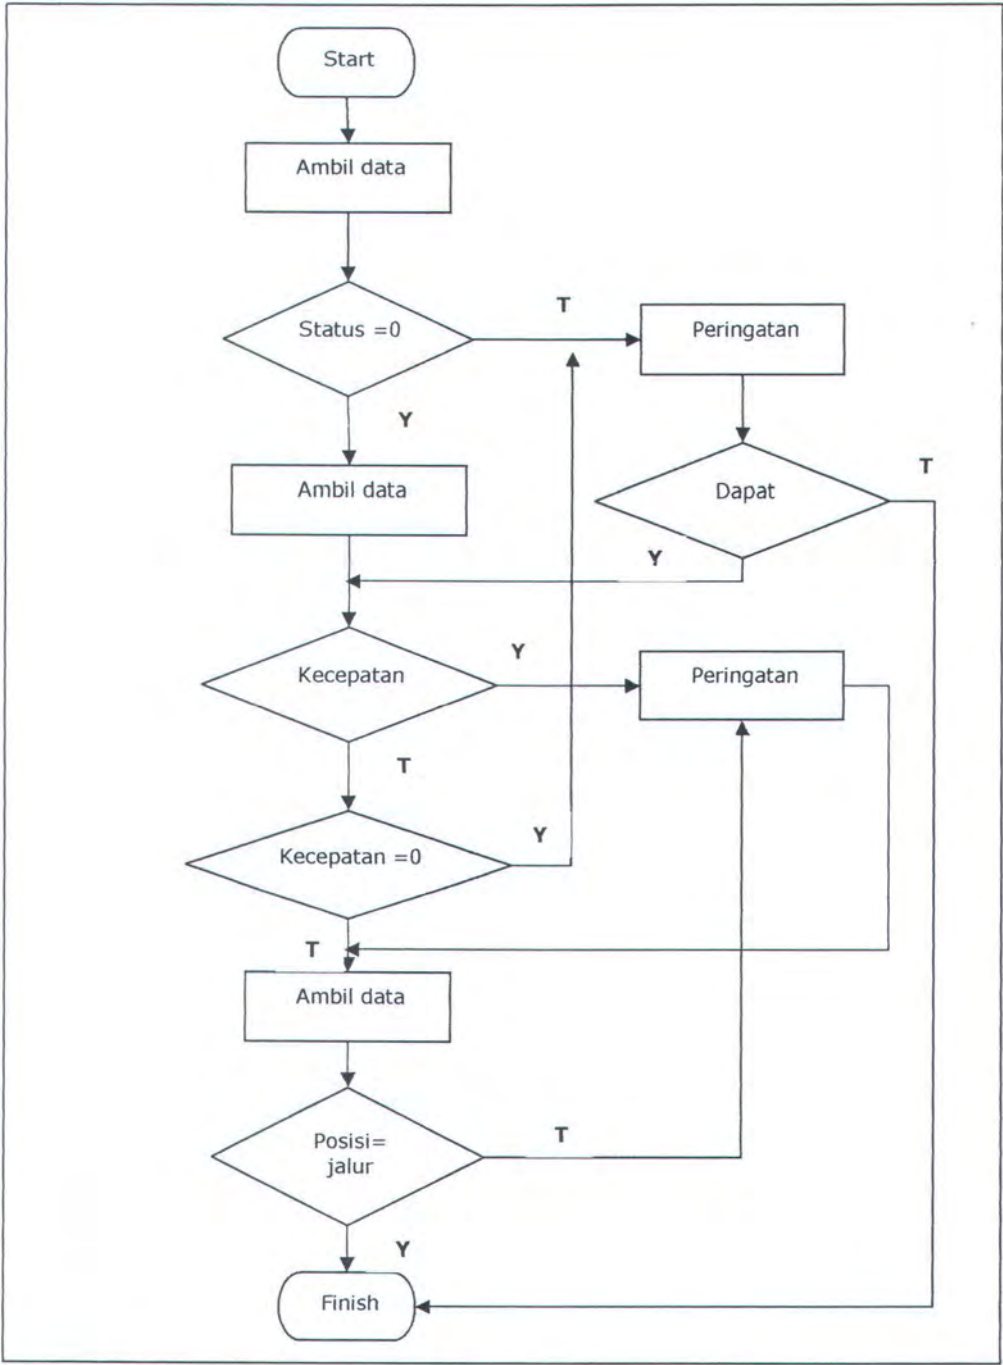 Start
Ambil data
Status =0
T
Peringatan
Y
Ambil data
Dapat
T
Y
Kecepatan
Y
Peringatan
T
Kecepatan =0
Y
T
Ambil data
Posisi=
jalur
T
Y
Finish